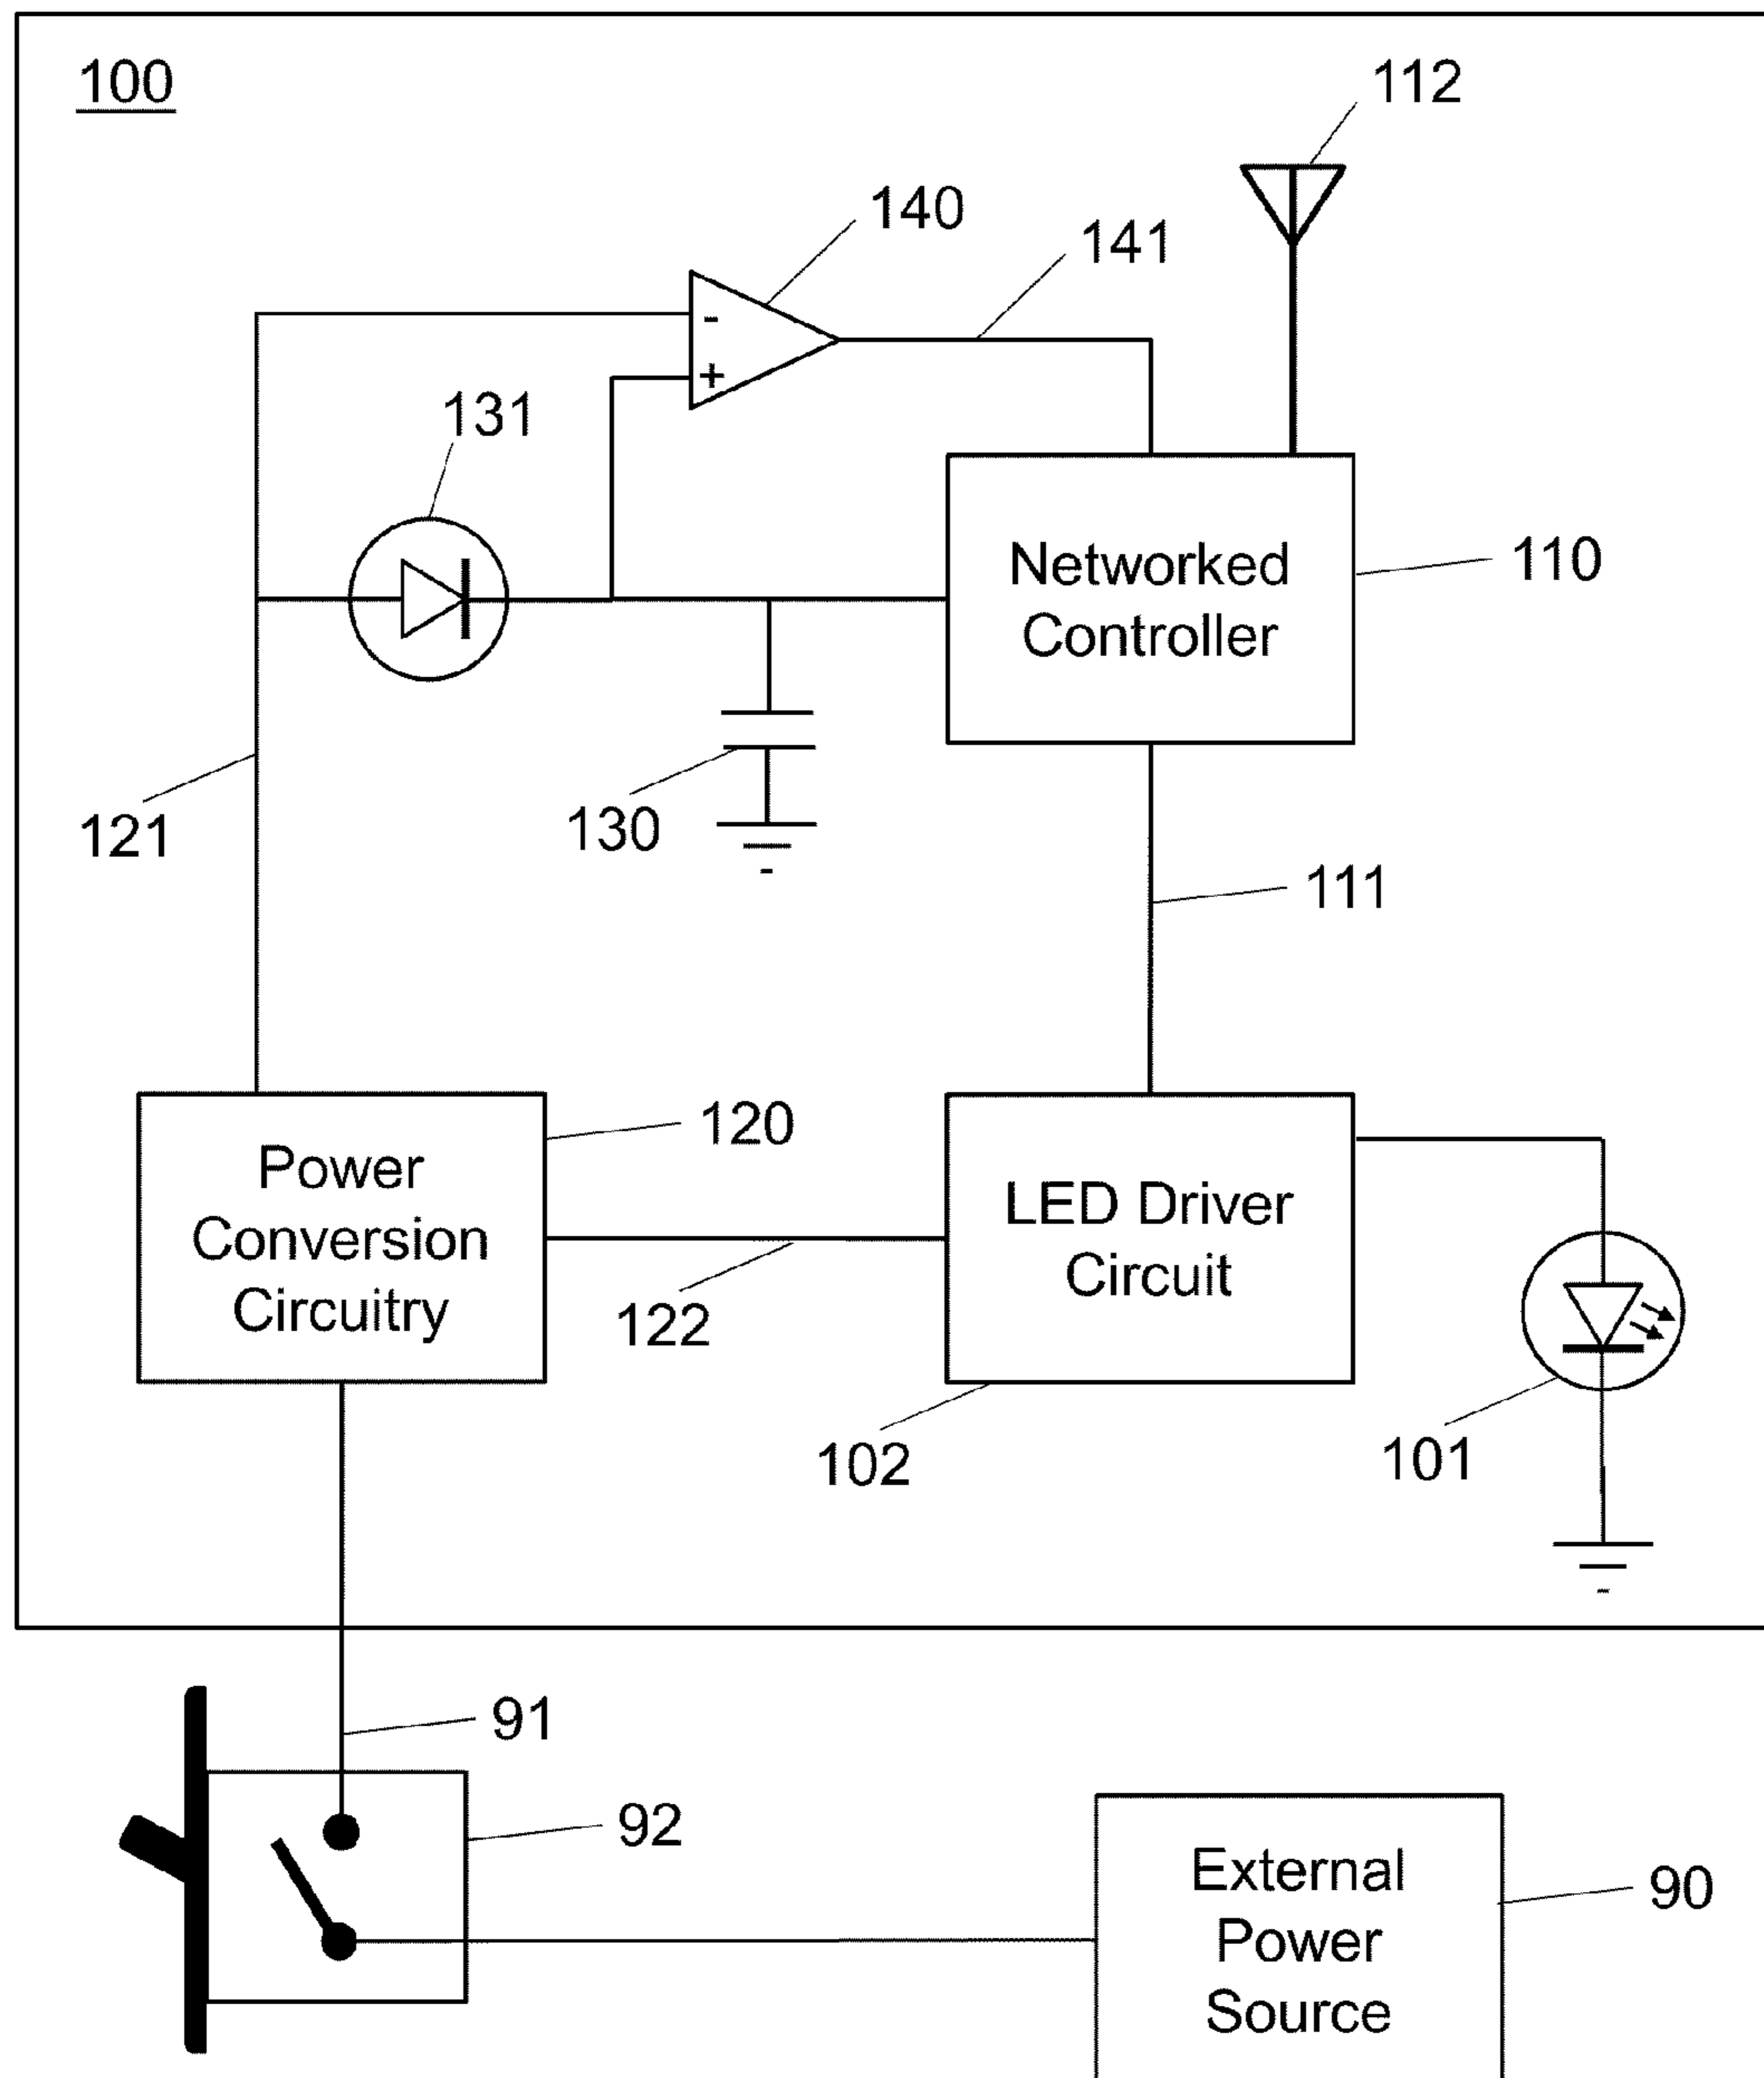 100
112
140
141
-
+
131
Networked
Controller
110
121
130
111
Power
Conversion
Circuitry
120
LED Driver
Circuit
122
102
101
91
92
External
Power
Source
90